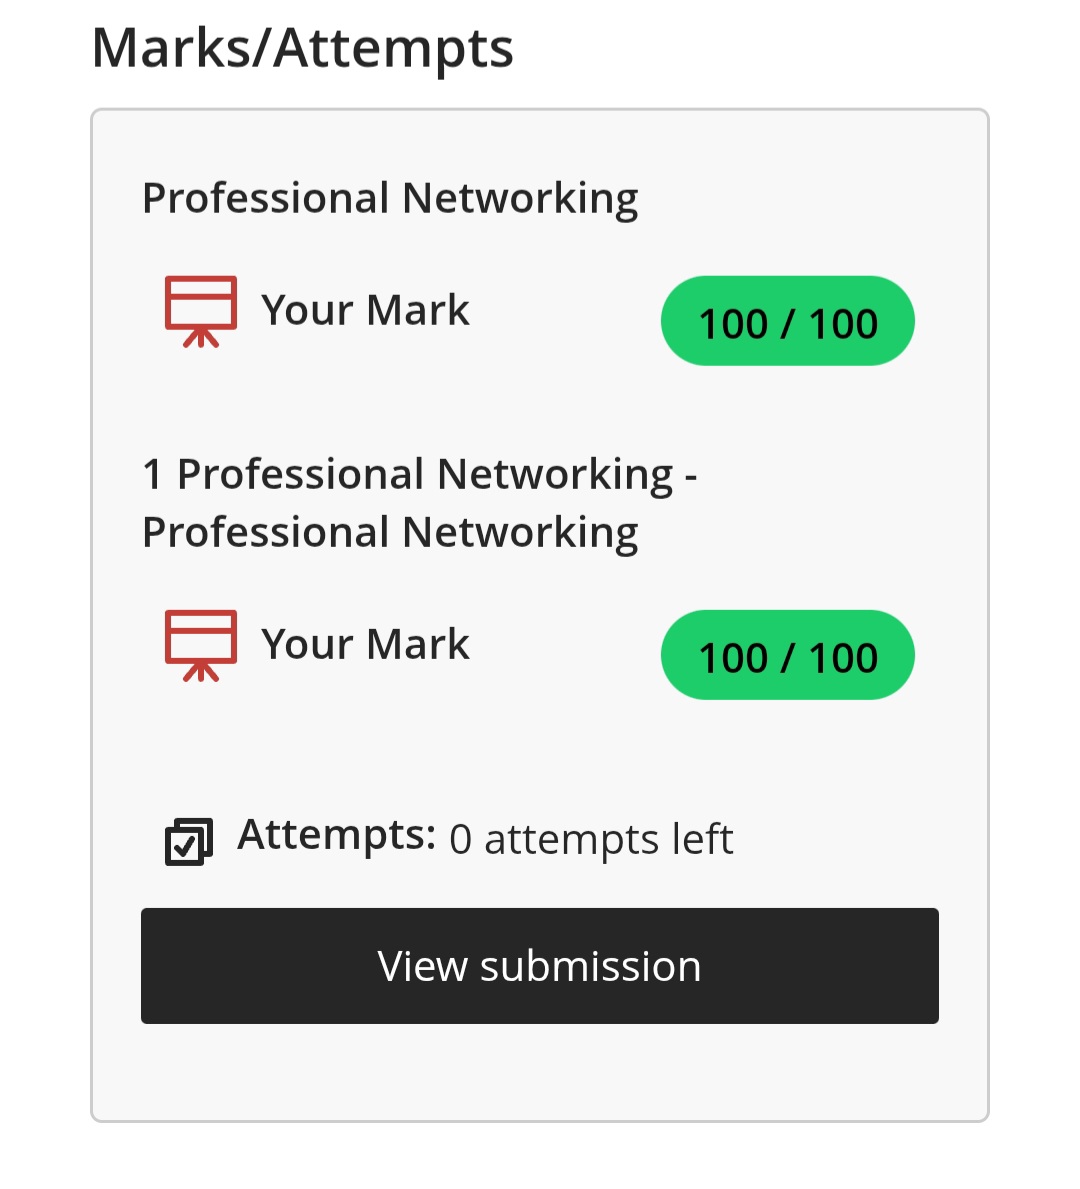 Marks/Attempts
Professional Networking
Your Mark
100 / 100
1 Professional Networking -
Professional Networking
Your Mark
100 / 100
Attempts: 0 attempts left
View submission